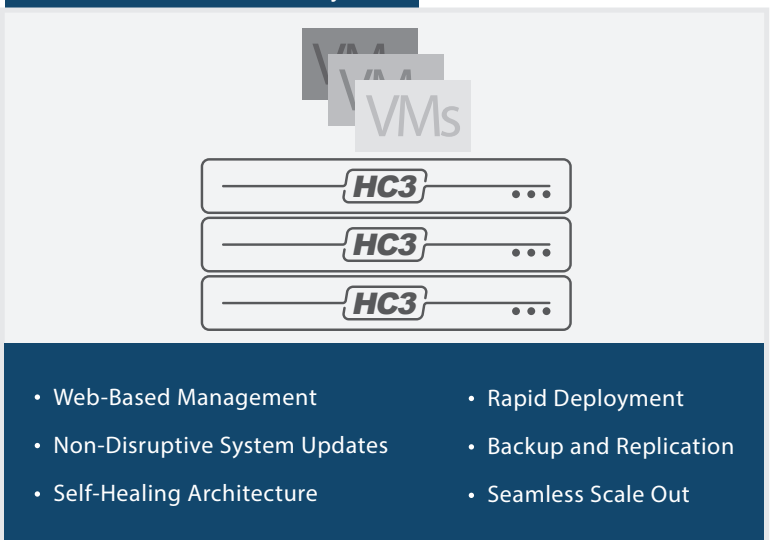 VMs
HC3
HC3
HC3
• Web-Based Management
• Non-Disruptive System Updates
• Self-Healing Architecture
• Rapid Deployment
• Backup and Replication
• Seamless Scale Out